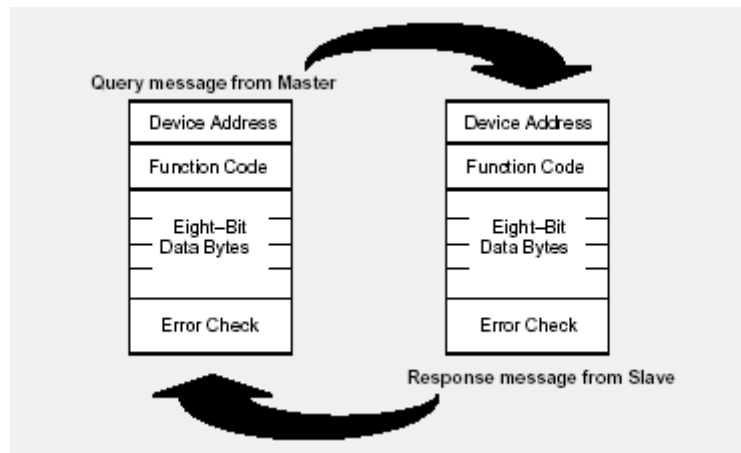 Query message from Master
Device Address
Function Code
Eight–Bit
Data Bytes
Error Check
Device Address
Function Code
Eight–Bit
Data Bytes
Error Check
Response message from Slave